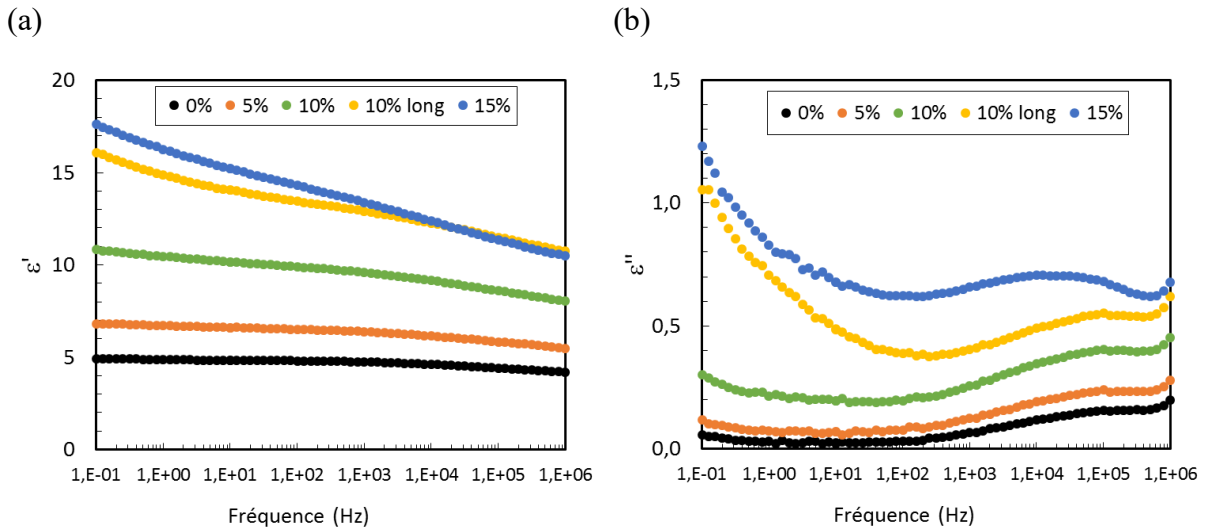 (a)
20
15
10
5
0
ε'
0% 5% 10% 10% long 15%
1,E-01 1,E+00 1,E+01 1,E+02 1,E+03 1,E+04 1,E+05 1,E+06
Fréquence (Hz)
(b)
1,5
1,0
0,5
0,0
ε"
0% 5% 10% 10% long 15%
1,E-01 1,E+00 1,E+01 1,E+02 1,E+03 1,E+04 1,E+05 1,E+06
Fréquence (Hz)